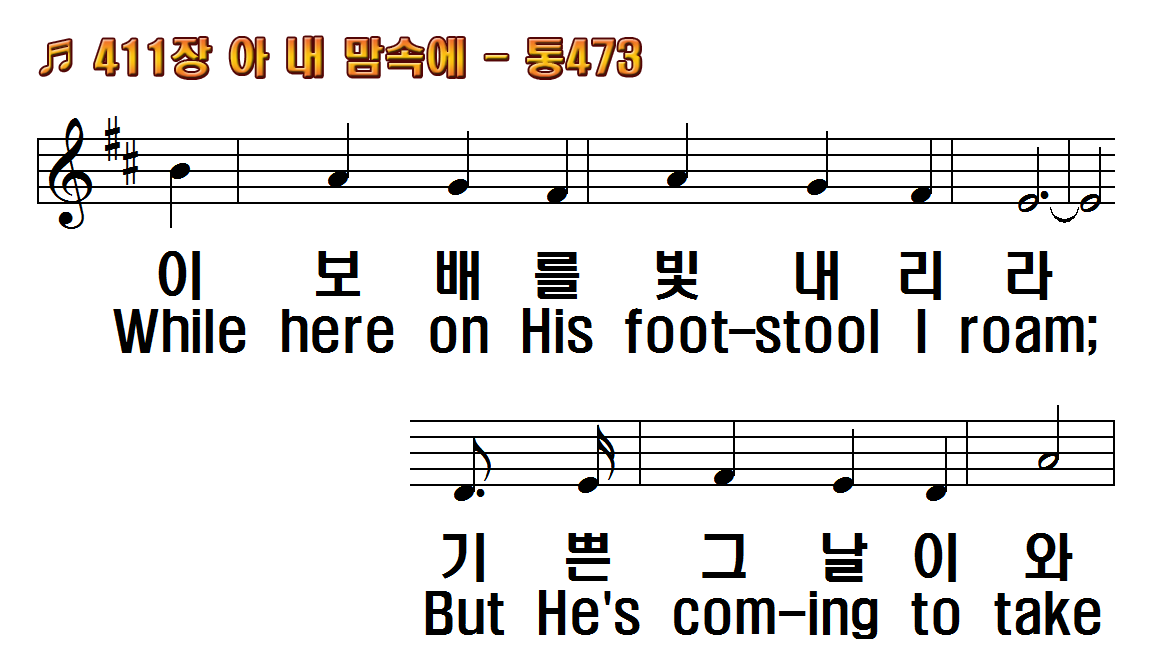 ♬ 411장 아 내 맘속에 - 통473
이 보 배 를 빛 내 리 라
While here on His foot-stool I roam;
기 쁜 그 날 이 와
But He's com-ing to take